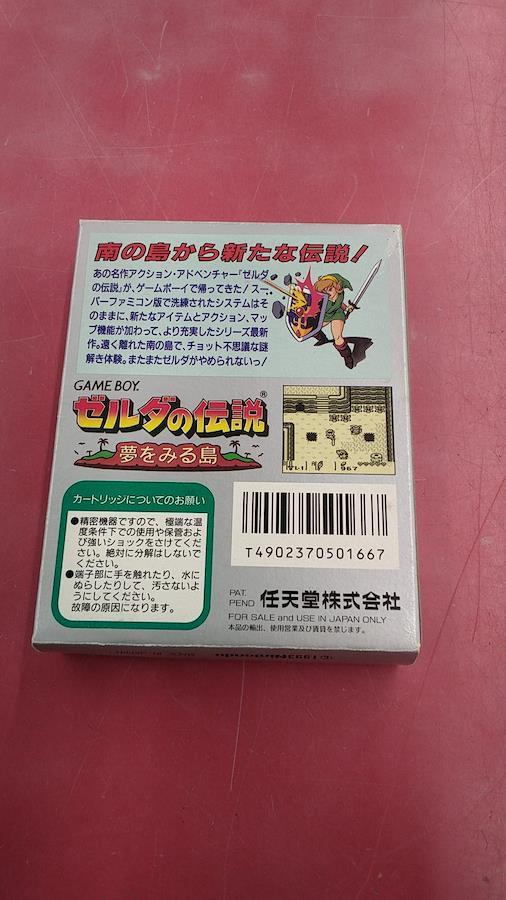 南の島から新たな伝説!
あの名作アクション・アドベンチャー「ゼルダ
の伝説」が、ゲームボーイで帰ってきた!スー
パーファミコン版で洗練されたシステムはそ
のままに、新たなアイテムとアクション、マッ
プ機能が加わって、より充実したシリーズ最新
作。遠く離れた南の島で、チョット不思議な謎
解き体験。またまたゼルダがやめられないっ!
GAME BOY
ゼルダの伝説®
夢をみる島
カートリッジについてのお願い
●精密機器ですので、極端な温
度条件下での使用や保管およ
び強いショックをさけてくだ
さい。絶対に分解はしないで
ください。
●端子部に手を触れたり、水に
ぬらしたりして、汚さないよ
うにしてください。
故障の原因になります。
T4902370501667
PAT.
PEND
任天堂株式会社
FOR SALE and USE IN JAPAN ONLY
本品の輸出、使用営業及び賃貸を禁じます。
©1993 Nintendo